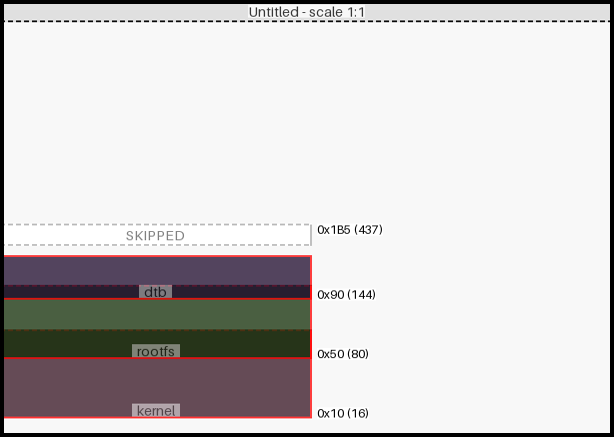 Untitled - scale 1:1
SKIPPED
0x1B5 (437)
dtb
0x90 (144)
rootfs
0x50 (80)
kernel
0x10 (16)